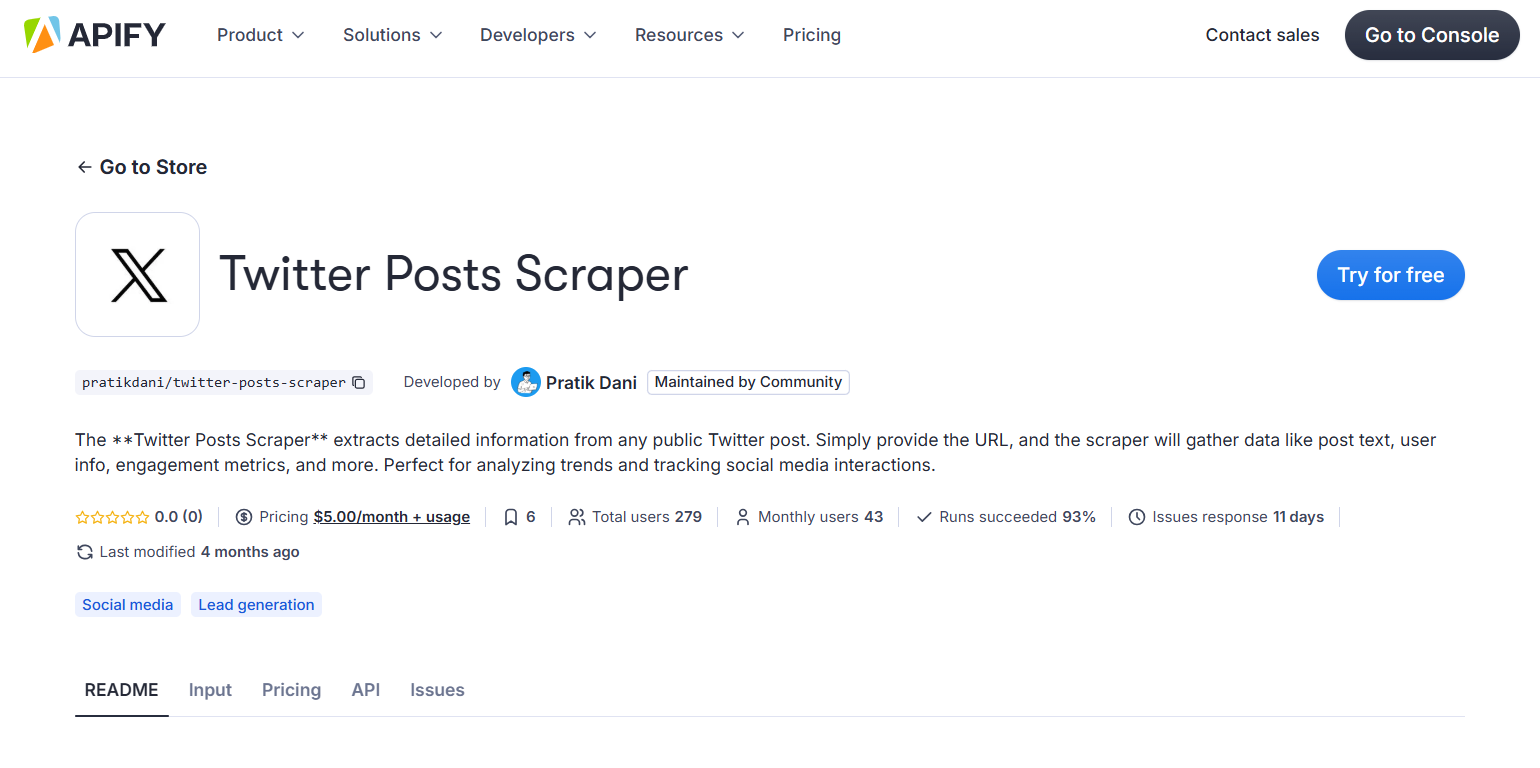 APIFY Product Solutions Developers Resources Pricing Contact sales Go to Console
Go to Store
Twitter Posts Scraper
Try for free
pratikdani/twitter-posts-scraper Developed by Pratik Dani Maintained by Community
The **Twitter Posts Scraper** extracts detailed information from any public Twitter post. Simply provide the URL, and the scraper will gather data like post text, user
info, engagement metrics, and more. Perfect for analyzing trends and tracking social media interactions.
0.0 (0) Pricing $5.00/month + usage 6 Total users 279 Monthly users 43 Runs succeeded 93% Issues response 11 days
Last modified 4 months ago
Social media Lead generation
README Input Pricing API Issues